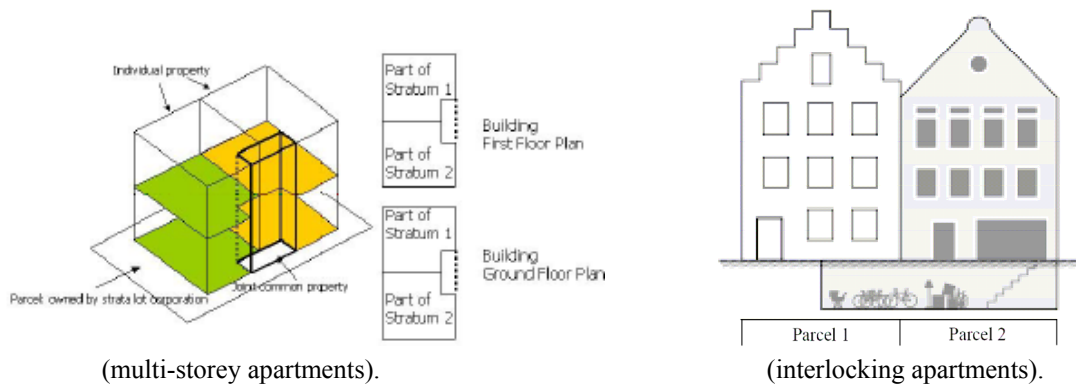 Individual property
Parcel: owned by strata lot corporation
Joint common property
Part of
Stratum 1
Part of
Stratum 2
Building
First Floor Plan
Part of
Stratum 1
Part of
Stratum 2
Building
Ground Floor Plan
(multi-storey apartments).
Parcel 1
Parcel 2
(interlocking apartments).